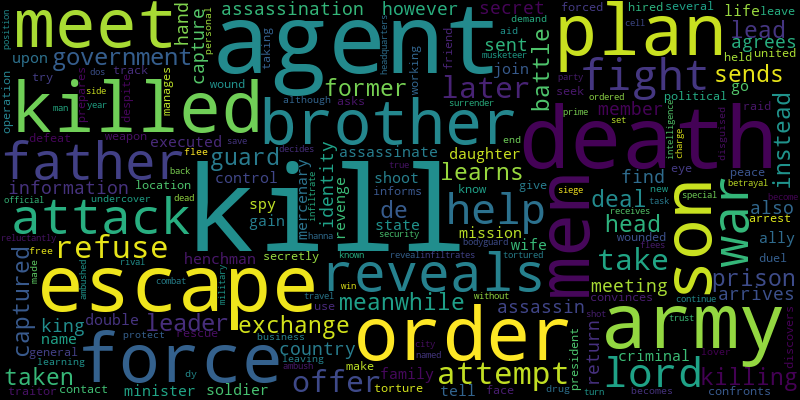 meet
hand
assassination
however
secret
hired
several
life
leave
forced
demand
cell
agent
plan
position
personal
capture
taking
friend
headquarters
sent
aid
musketeer
join
battle
agrees
lead
united
held
government
upon
working
fight
sends
go
try
track
despite
manages
wound
former
later
seek
political
killed
operation
man
side
year
dos
prepares
although
asks
surrender
party
member
raid
ordered
set
prime
charge
intelligence
disguised
instead
brother
death
defeat
weapon
executed
father
guard
assassinate
end
daughter
flee
save
decides
true
learns
find
eye
peace
betrayal
information
location
control
identity
shoot
know
give
men
siege
new
task
special
become
arrest
official
undercover
back
dead
spy
gain
mercenary
infiltrate
revenge
informs
de
help
deal
son
war
also
attack
kill
state
mission
receives
head
ally
refuse
security
hanna
bodyguard
wife
wounded
flees
duel
reluctantly
henchman
secretly
known
reveals
infiltrates
tortured
take
prison
captured
free
made
escape
rival
combat
ambushed
military
travel
win
without
meanwhile
assassin
meeting
arrives
convinces
continue
king
double
leader
exchange
use
order
return
army
shot
trust
name
general
learning
protect
rescue
country
business
leaving
city
named
president
criminal
lover
discovers
force
ambush
make
attempt
lord
killing
taken
contact
dy
offer
family
torture
drug
turn
becomes
confronts
traitor
minister
soldier
tell
face